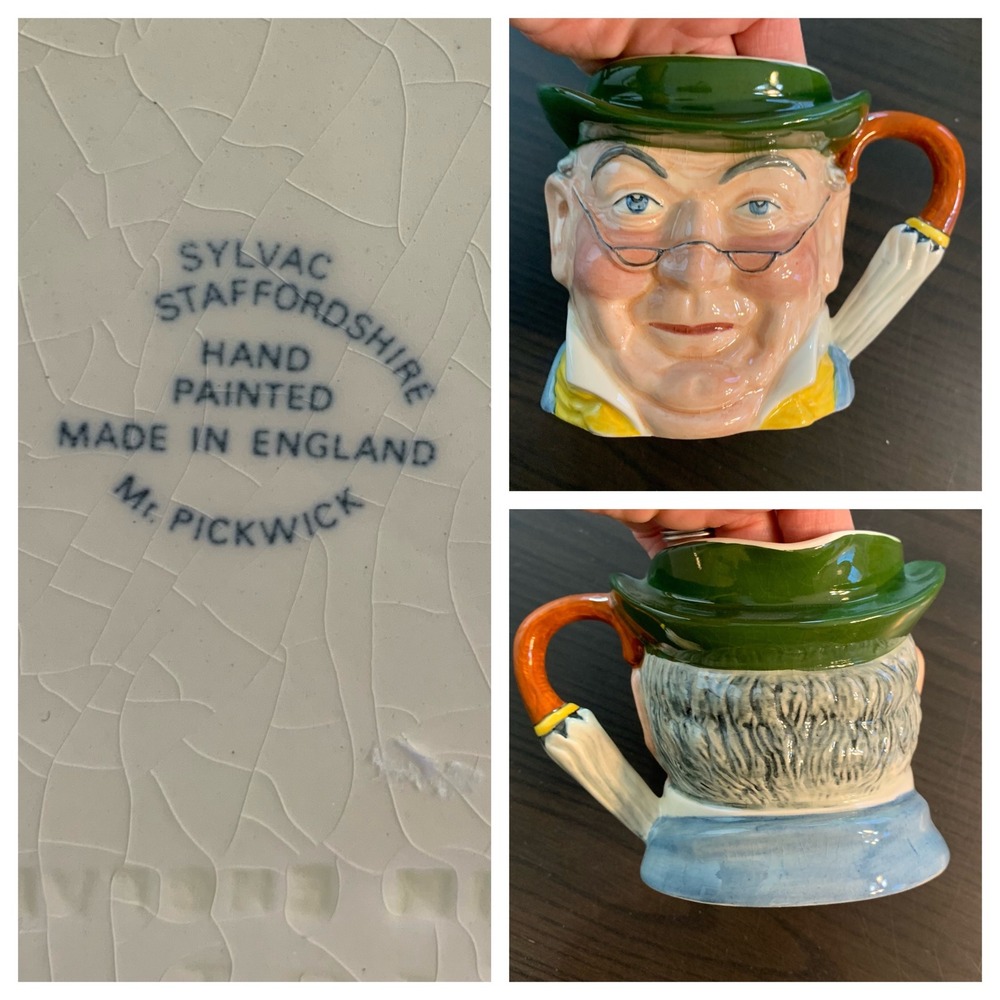 SYLVAC
STAFFORDSHIRE
HAND
PAINTED
MADE IN ENGLAND
Mr. PICKWICK